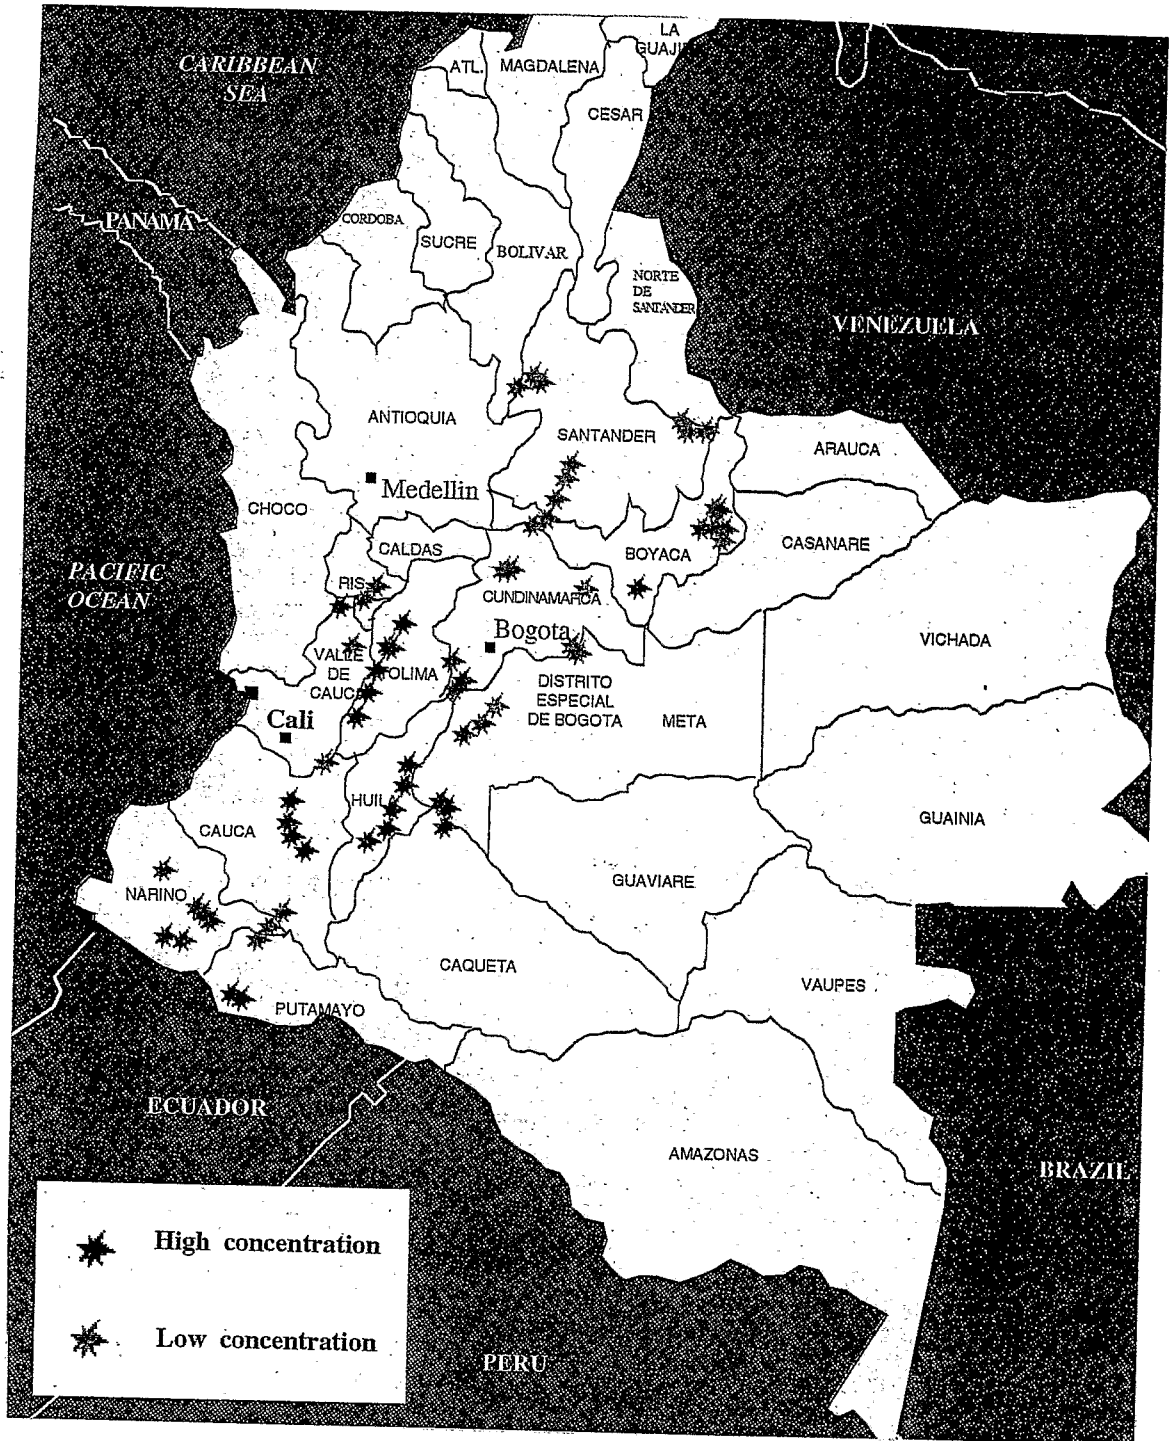 LA
GUAJI
CARIBBEAN
SEA
ATL.
MAGDALENA
CESAR
PANAMA
CORDOBA
SUCRE
BOLIVAR
NORTE
DE
SANTANDER
VENEZUELA
ANTIOQUIA
SANTANDER
ARAUCA
Medellin
CHOCO
CALDAS
BOYACA
CASANARE
PACIFIC
OCEAN
RIS
CUNDINAMARCA
Bogota
VICHADA
VALLE
DE
CAUCA
TOLIMA
DISTRITO
ESPECIAL
DE BOGOTA
META
Cali
HUIL
CAUCA
GUAINIA
NARINO
GUAVIARE
CAQUETA
VAUPES
PUTAMAYO
ECUADOR
AMAZONAS
BRAZIL
High concentration
Low concentration
PERU